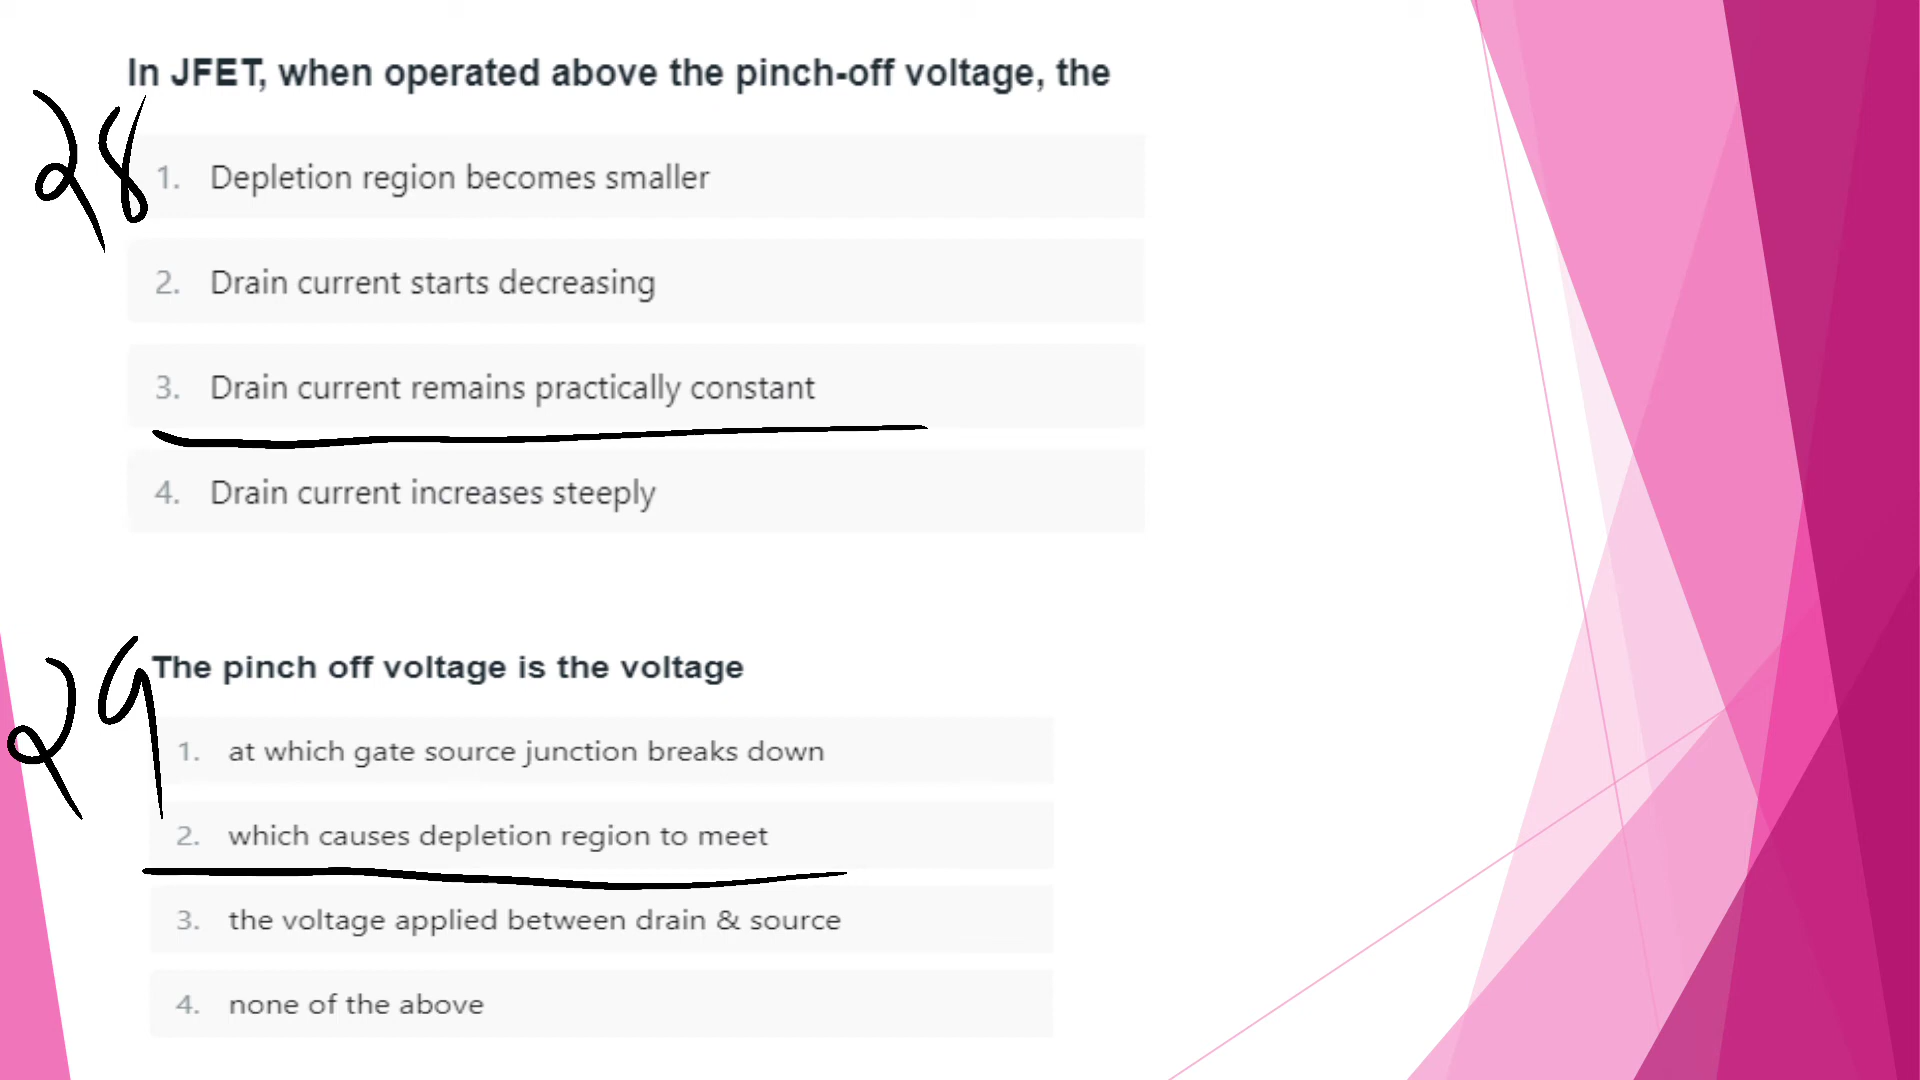 In JFET, when operated above the pinch-off voltage, the
28
1. Depletion region becomes smaller
2. Drain current starts decreasing
3. Drain current remains practically constant
4. Drain current increases steeply
29
The pinch off voltage is the voltage
1. at which gate source junction breaks down
2. which causes depletion region to meet
3. the voltage applied between drain & source
4. none of the above